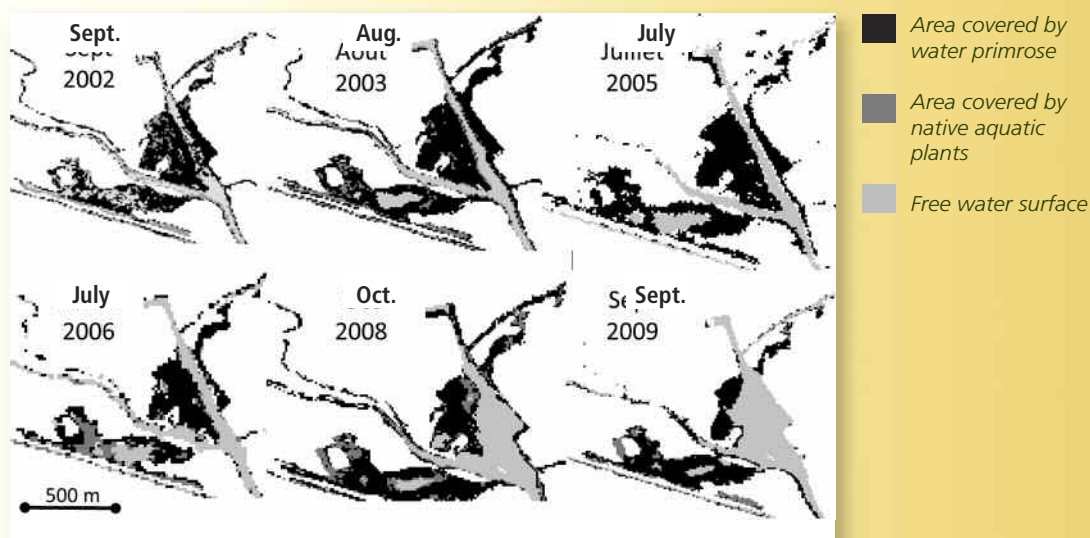 Sept.
2002
Aug.
Août
2003
July
Juillet
2005
July
2006
Oct.
2008
Sept.
2009
500 m
Area covered by
water primrose
Area covered by
native aquatic
plants
Free water surface